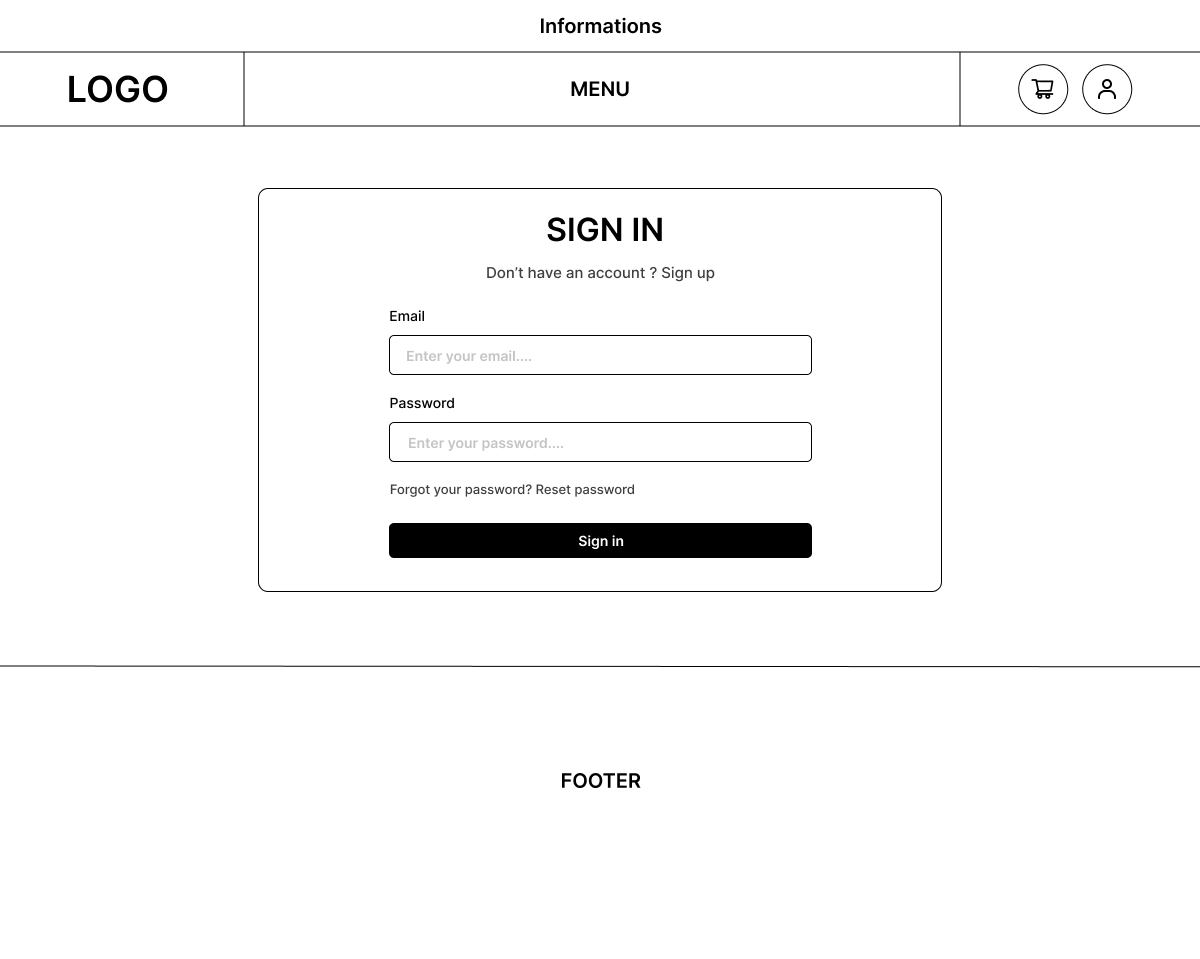 Informations
LOGO
MENU
SIGN IN
Don’t have an account ? Sign up
Email
Enter your email....
Password
Enter your password....
Forgot your password? Reset password
Sign in
FOOTER